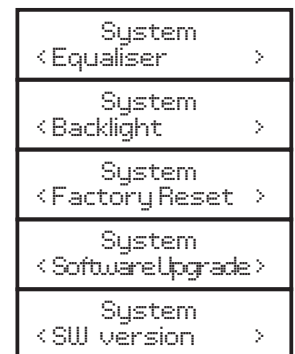 System
< Equaliser >
System
< Backlight >
System
< Factory Reset >
System
< Software Upgrade >
System
< SW version >